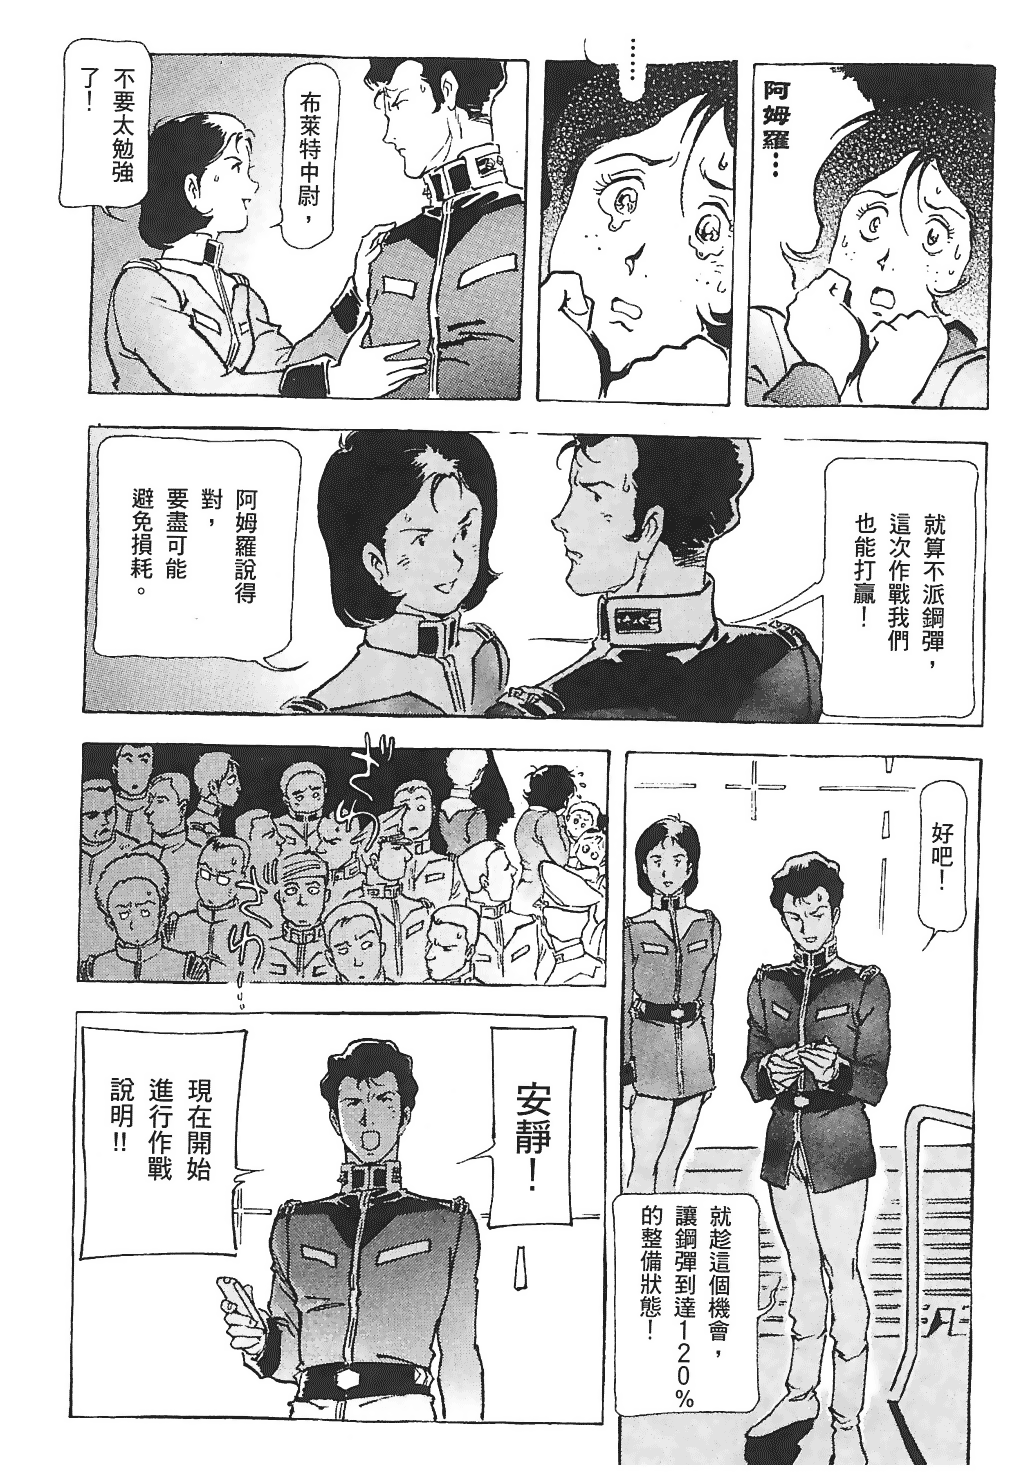 阿姆羅⋯
⋯⋯
布萊特中尉，
不要太勉強
了！
就算不派鋼彈，
這次作戰我們
也能打贏！
阿姆羅說得
對，
要盡可能
避免損耗。
好吧！
就趁這個機會，
讓鋼彈到達120%
的整備狀態！
安靜！
現在開始
進行作戰
說明!!